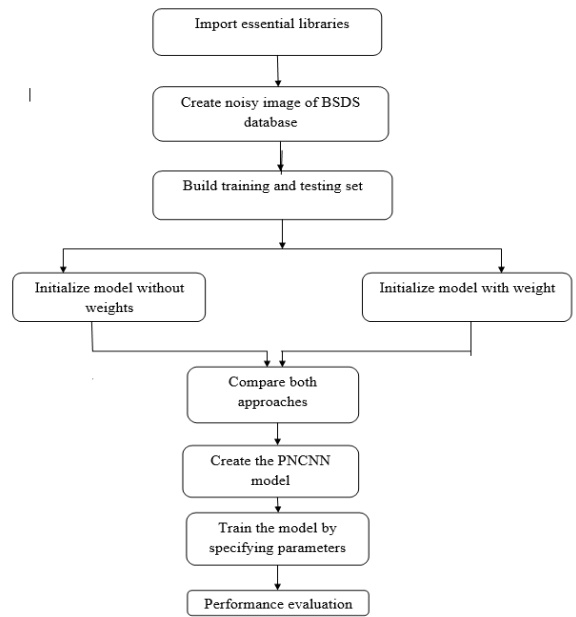 Import essential libraries
Create noisy image of BSDS
database
Build training and testing set
Initialize model without
weights
Initialize model with weight
Compare both
approaches
Create the PNCNN
model
Train the model by
specifying parameters
Performance evaluation